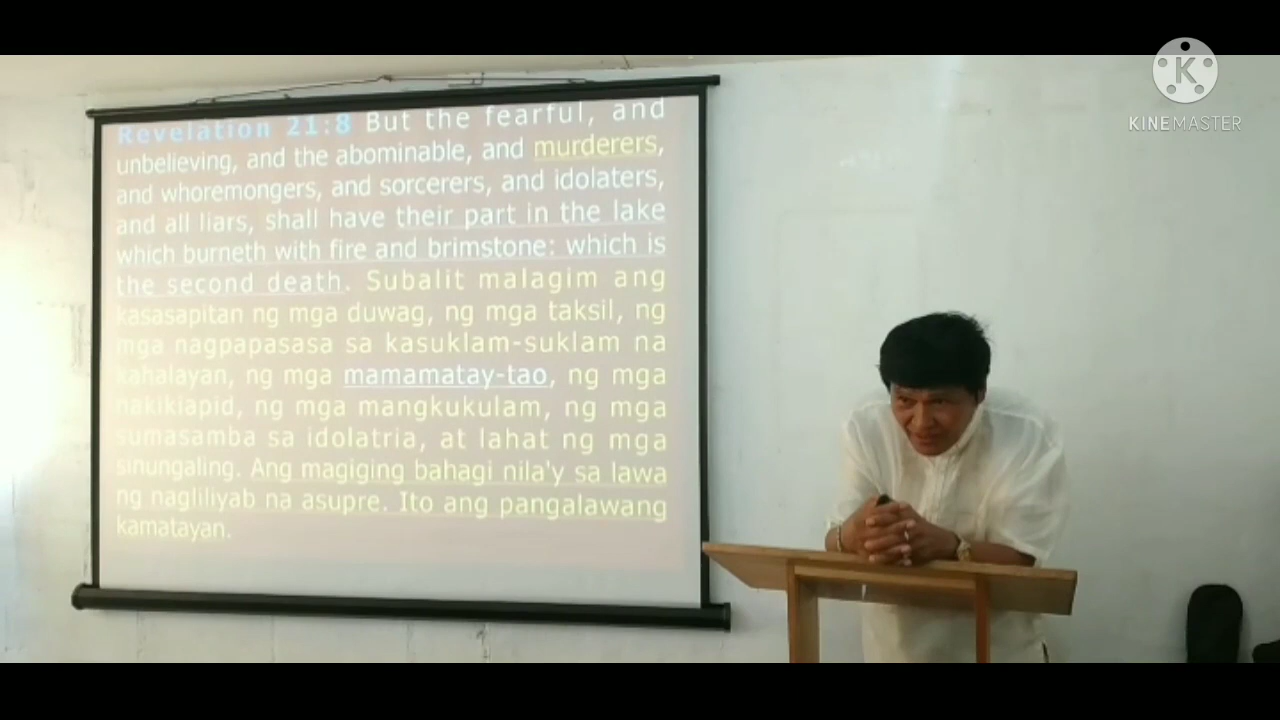 Revelation 21:8 But the fearful, and
unbelieving, and the abominable, and murderers,
and whoremongers, and sorcerers, and idolaters,
and all liars, shall have their part in the lake
which burneth with fire and brimstone: which is
the second death. Subalit malagim ang
kasasapitan ng mga duwag, ng mga taksil, ng
mga nagpapasasa sa kasuklam-suklam na
kahalayan, ng mga mamamatay-tao, ng mga
nakikiapid, ng mga mangkukulam, ng mga
sumasamba sa idolatria, at lahat ng mga
sinungaling. Ang magiging bahagi nila'y sa lawa
ng nagliliyab na asupre. Ito ang pangalawang
kamatayan.
K
KINEMASTER